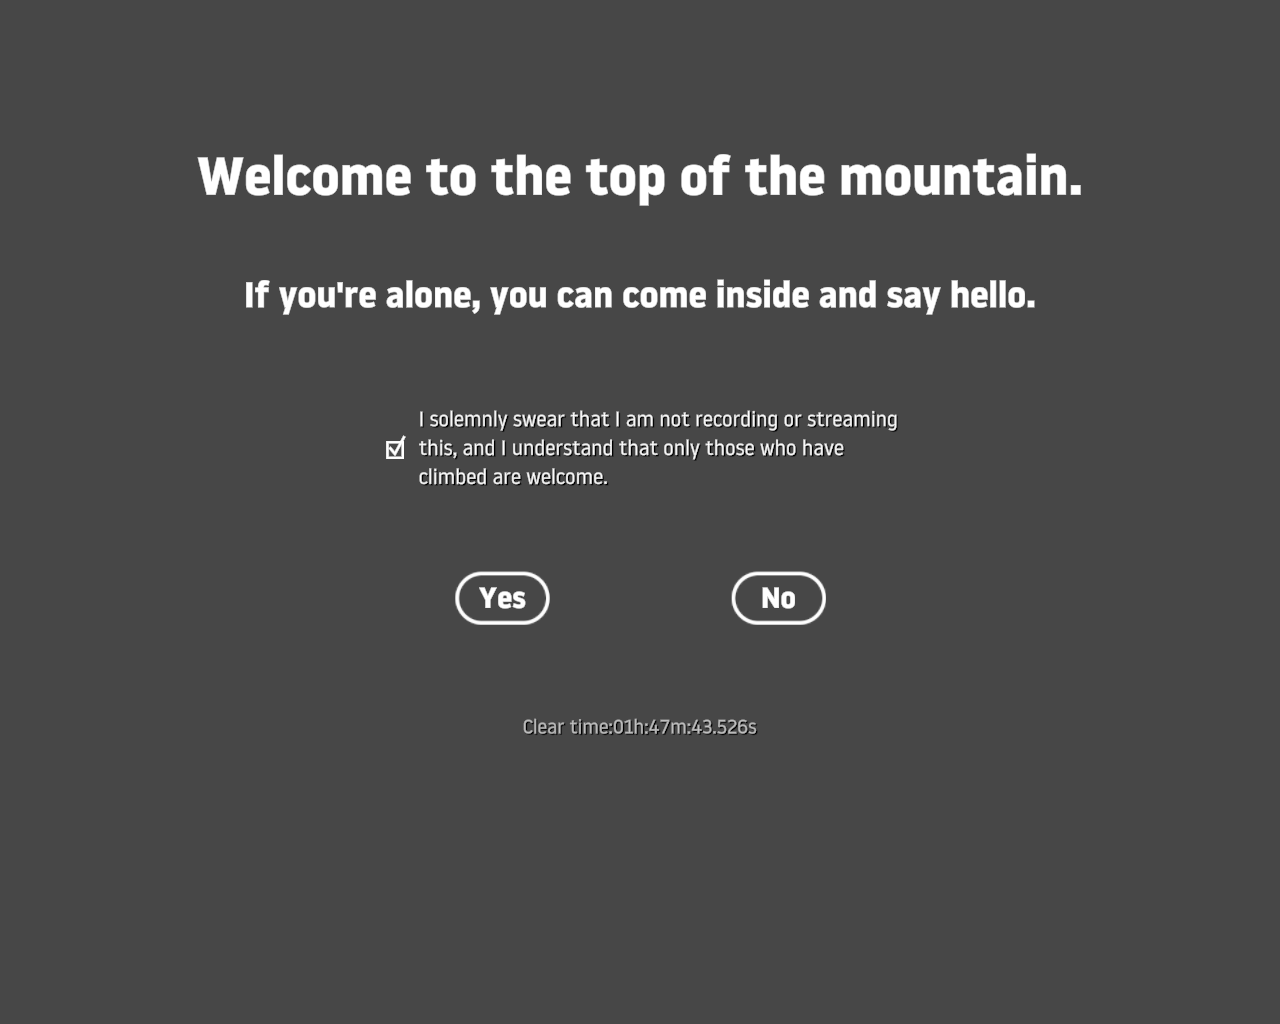 Welcome to the top of the mountain.
If you're alone, you can come inside and say hello.
I solemnly swear that I am not recording or streaming
this, and I understand that only those who have
climbed are welcome.
Yes
No
Clear time:01h:47m:43.526s